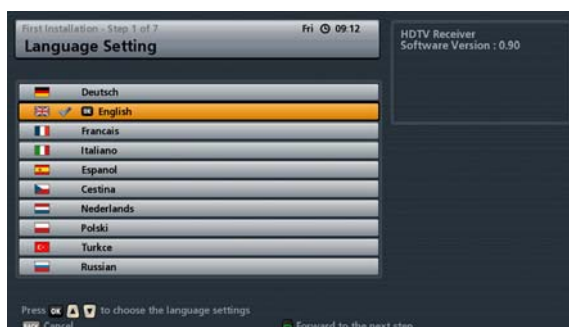 First Installation - Step 1 of 7
Fri 09:12
Language Setting
HDTV Receiver
Software Version : 0.90
Deutsch
OK English
Francais
Italiano
Espanol
Cestina
Nederlands
Polski
Turkce
Russian
Press OK to choose the language settings
Cancel
Forward to the next step